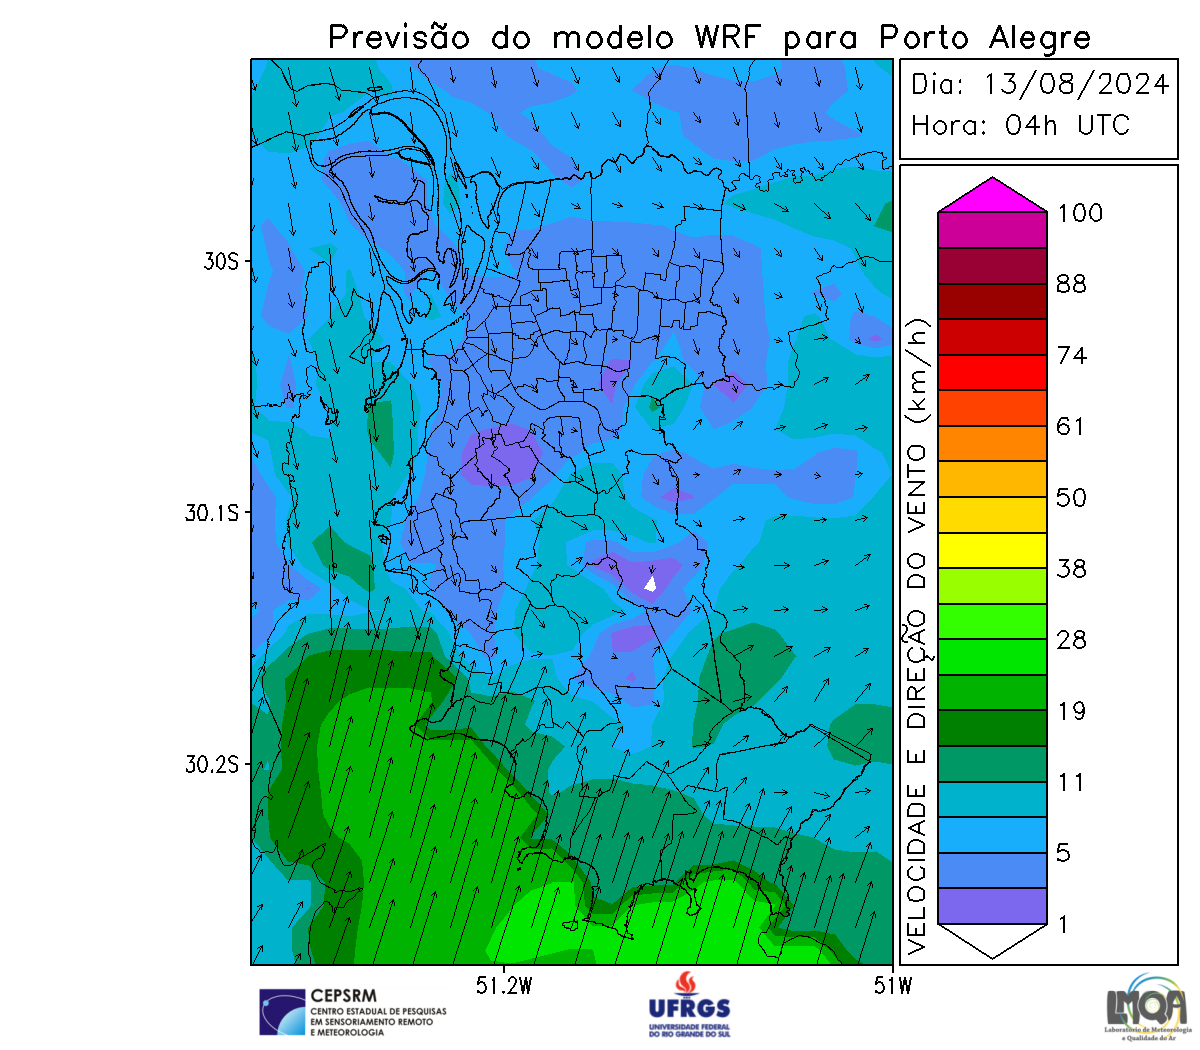 Previsão do modelo WRF para Porto Alegre
Dia: 13/08/2024
Hora: 04h UTC
30S
30.1S
30.2S
51.2W
51W
VELOCIDADE E DIREÇÃO DO VENTO (km/h)
100
88
74
61
50
38
28
19
11
5
1
CEPSRM
CENTRO ESTADUAL DE PESQUISAS
EM SENSORIAMENTO REMOTO
E METEOROLOGIA
UFRGS
UNIVERSIDADE FEDERAL
DO RIO GRANDE DO SUL
LMQA
Laboratório de Meteorologia
e Qualidade do Ar